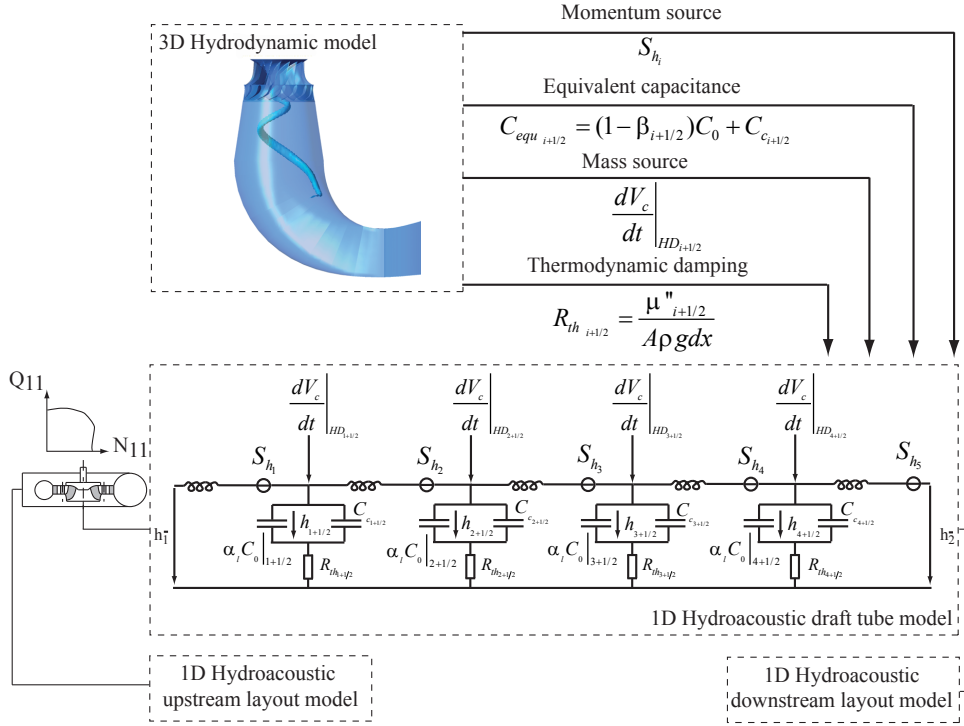 3D Hydrodynamic model
Momentum source
S_{h_i}
Equivalent capacitance
C_{equ_{i+1/2}} = (1 − β_{i+1/2})C_0 + C_{c_{i+1/2}}
Mass source
dV_c/dt |_{HD_{i+1/2}}
Thermodynamic damping
R_{th_{i+1/2}} = μ"_{i+1/2} / Aρgdx
Q11
N11
dV_c/dt |_{HD_{1+1/2}} dV_c/dt |_{HD_{2+1/2}} dV_c/dt |_{HD_{3+1/2}} dV_c/dt |_{HD_{4+1/2}}
S_{h_1} S_{h_2} S_{h_3} S_{h_4} S_{h_5}
C_{c_{1+1/2}} C_{c_{2+1/2}} C_{c_{3+1/2}} C_{c_{4+1/2}}
h_{1+1/2} h_{2+1/2} h_{3+1/2} h_{4+1/2}
α_l C_0|_{1+1/2} α_l C_0|_{2+1/2} α_l C_0|_{3+1/2} α_l C_0|_{4+1/2}
R_{th_{1+1/2}} R_{th_{2+1/2}} R_{th_{3+1/2}} R_{th_{4+1/2}}
1D Hydroacoustic draft tube model
1D Hydroacoustic
upstream layout model
1D Hydroacoustic
downstream layout model